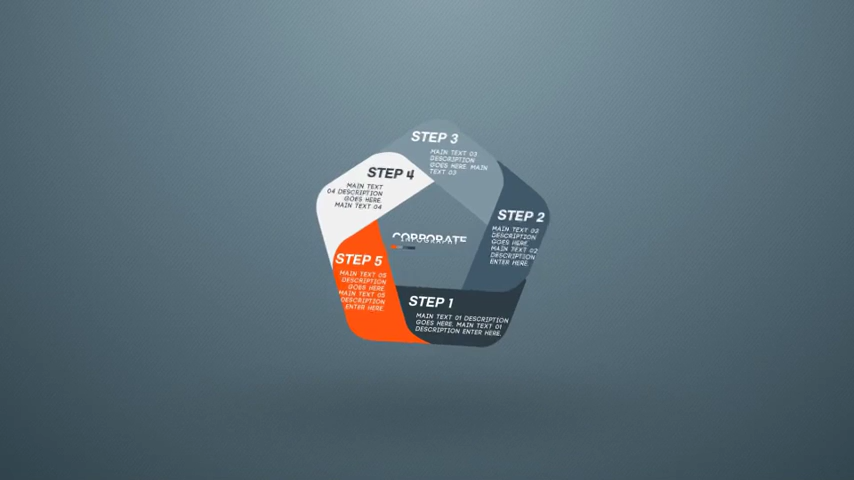 STEP 3
MAIN TEXT 03
DESCRIPTION
GOES HERE. MAIN
TEXT 03
STEP 4
MAIN TEXT
04 DESCRIPTION
GOES HERE.
MAIN TEXT 04
STEP 2
MAIN TEXT 02
DESCRIPTION
GOES HERE.
MAIN TEXT 02
DESCRIPTION
ENTER HERE.
CORPORATE
STEP 5
MAIN TEXT 05
DESCRIPTION
GOES HERE.
MAIN TEXT 05
DESCRIPTION
ENTER HERE.
STEP 1
MAIN TEXT 01 DESCRIPTION
GOES HERE. MAIN TEXT 01
DESCRIPTION ENTER HERE.